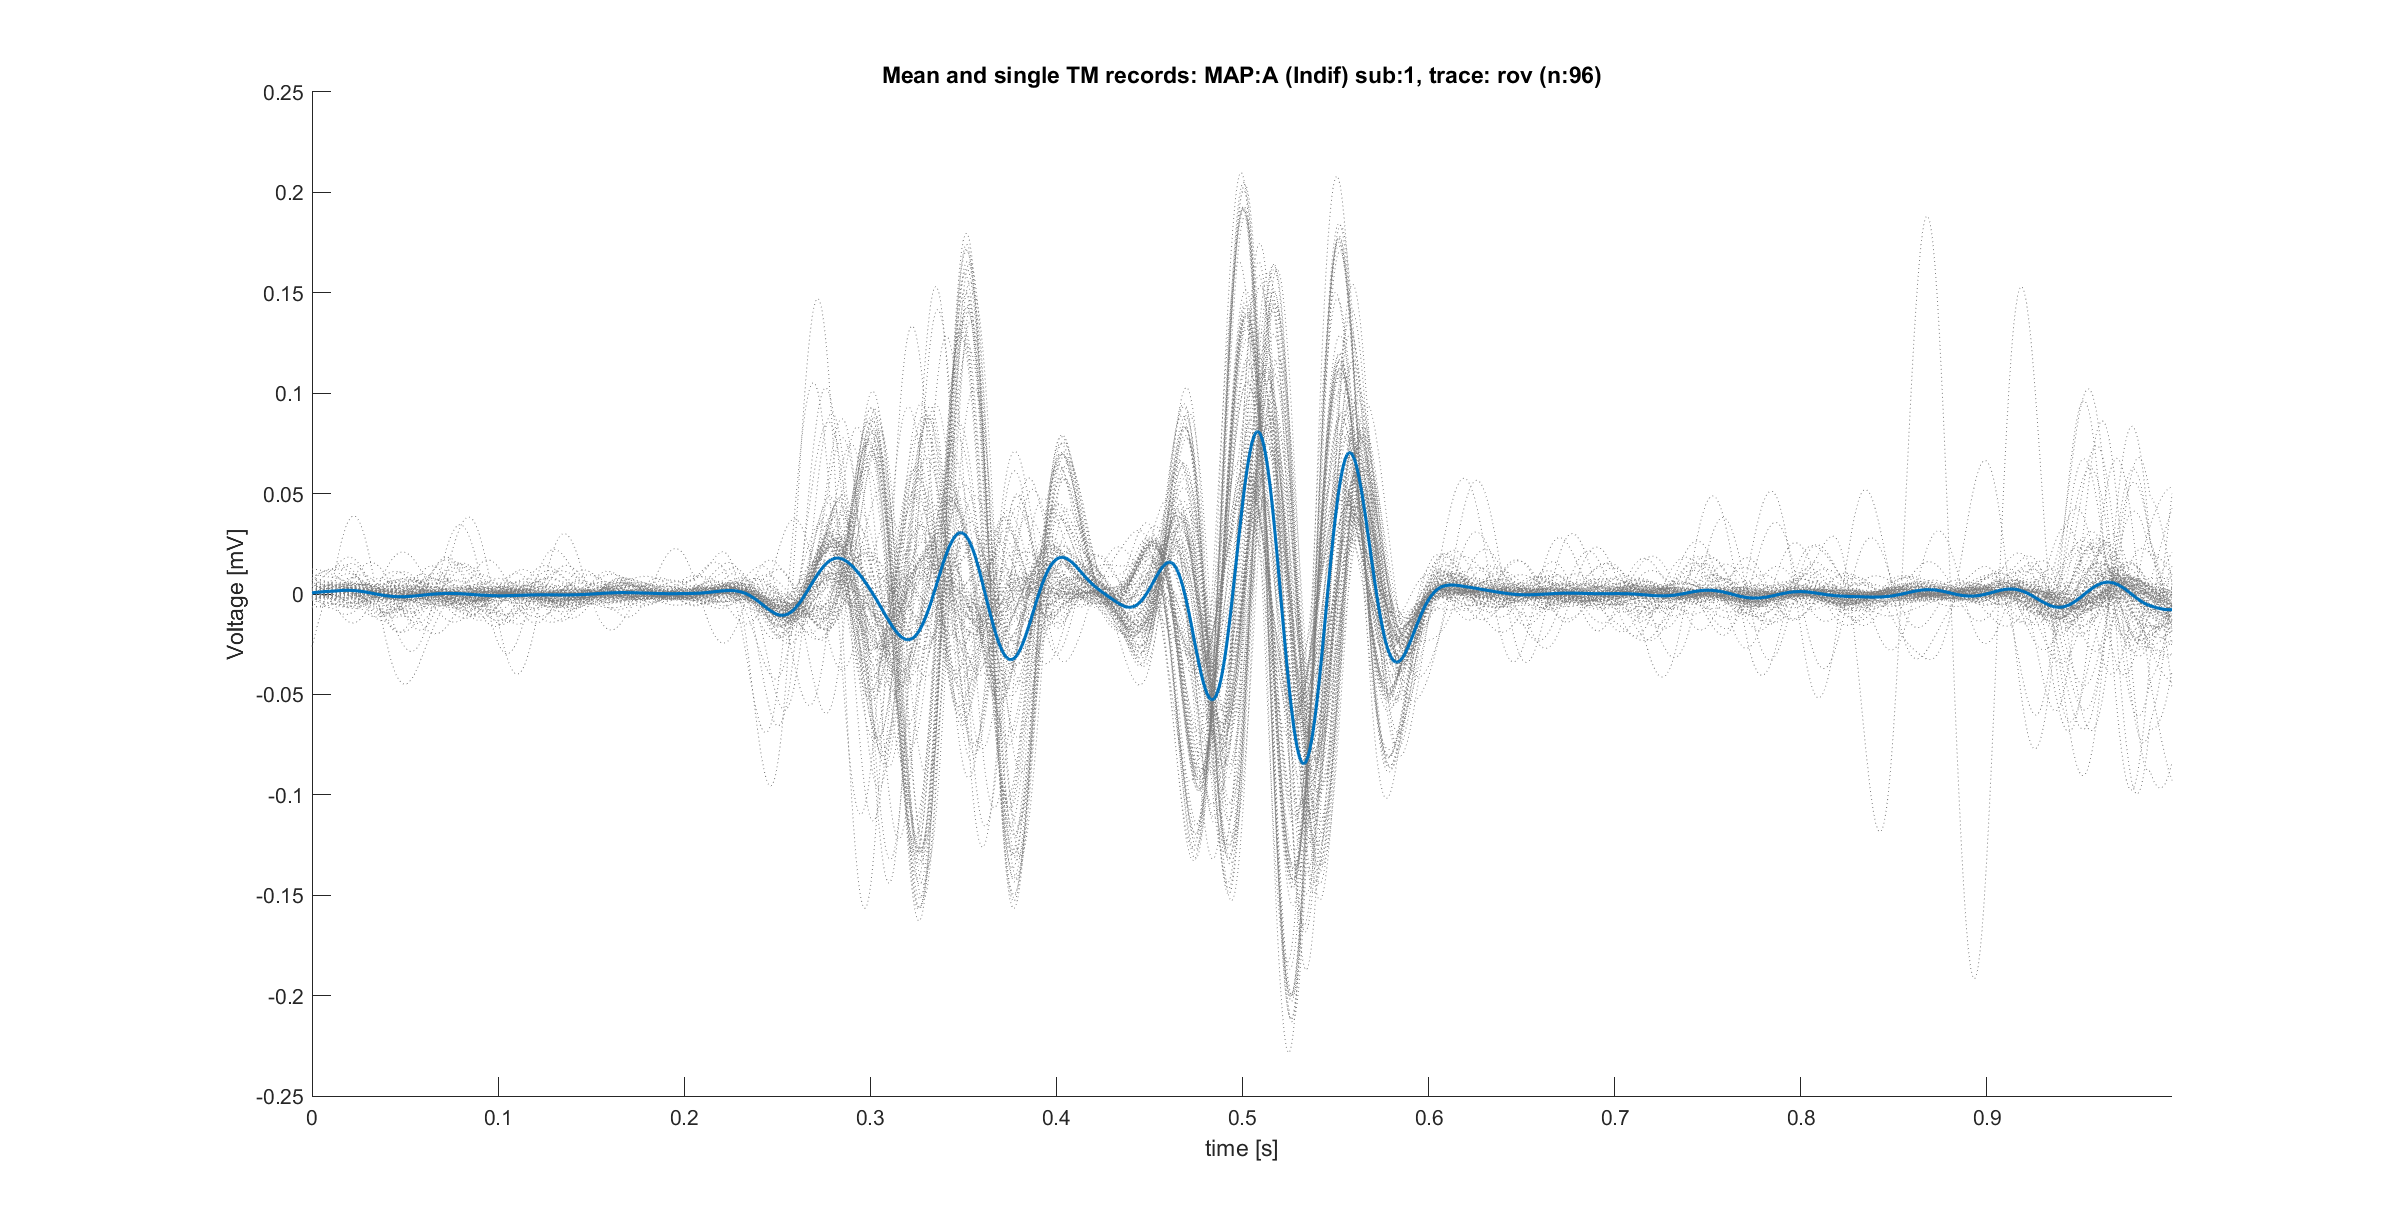 Mean and single TM records: MAP:A (Indif) sub:1, trace: rov (n:96)
0.25
0.2
0.15
0.1
0.05
0
-0.05
-0.1
-0.15
-0.2
-0.25
Voltage [mV]
0 0.1 0.2 0.3 0.4 0.5 0.6 0.7 0.8 0.9
time [s]